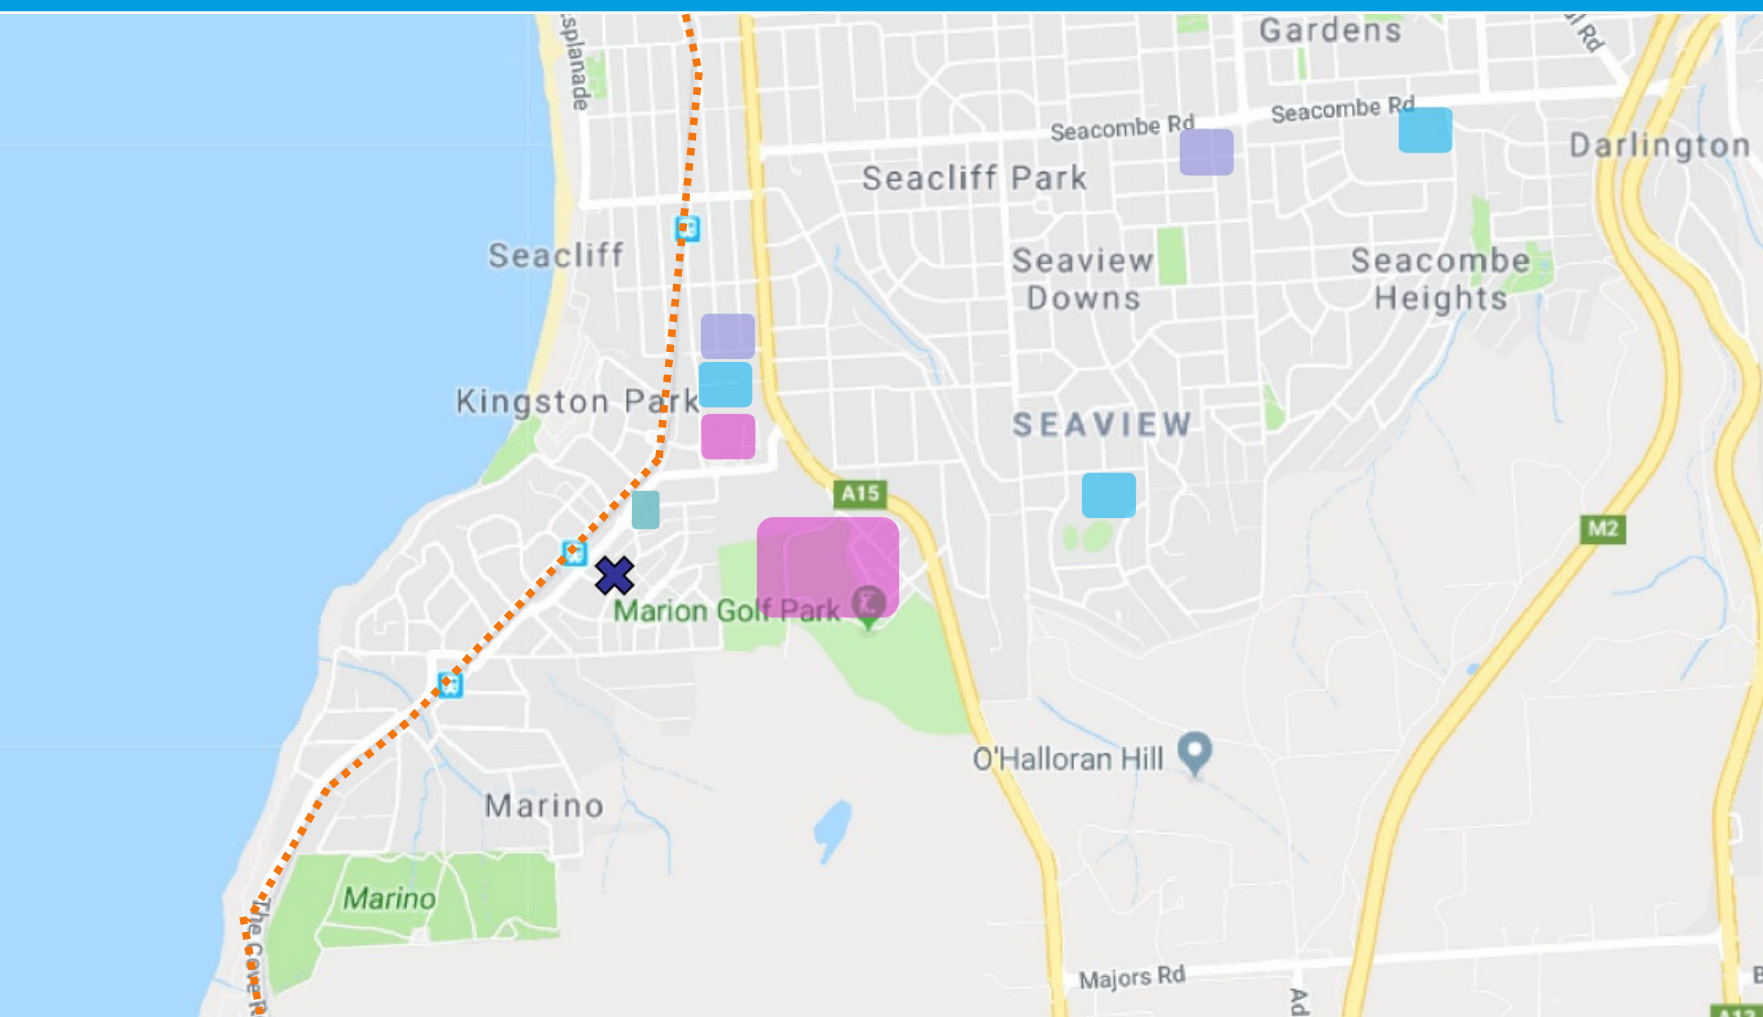 Gardens
Seacombe Rd
Seacombe Rd
Darlington
Seacliff Park
Seacliff
Seaview
Downs
Seacombe
Heights
Kingston Park
SEAVIEW
A15
M2
Marion Golf Park
O'Halloran Hill
Marino
Marino
Majors Rd